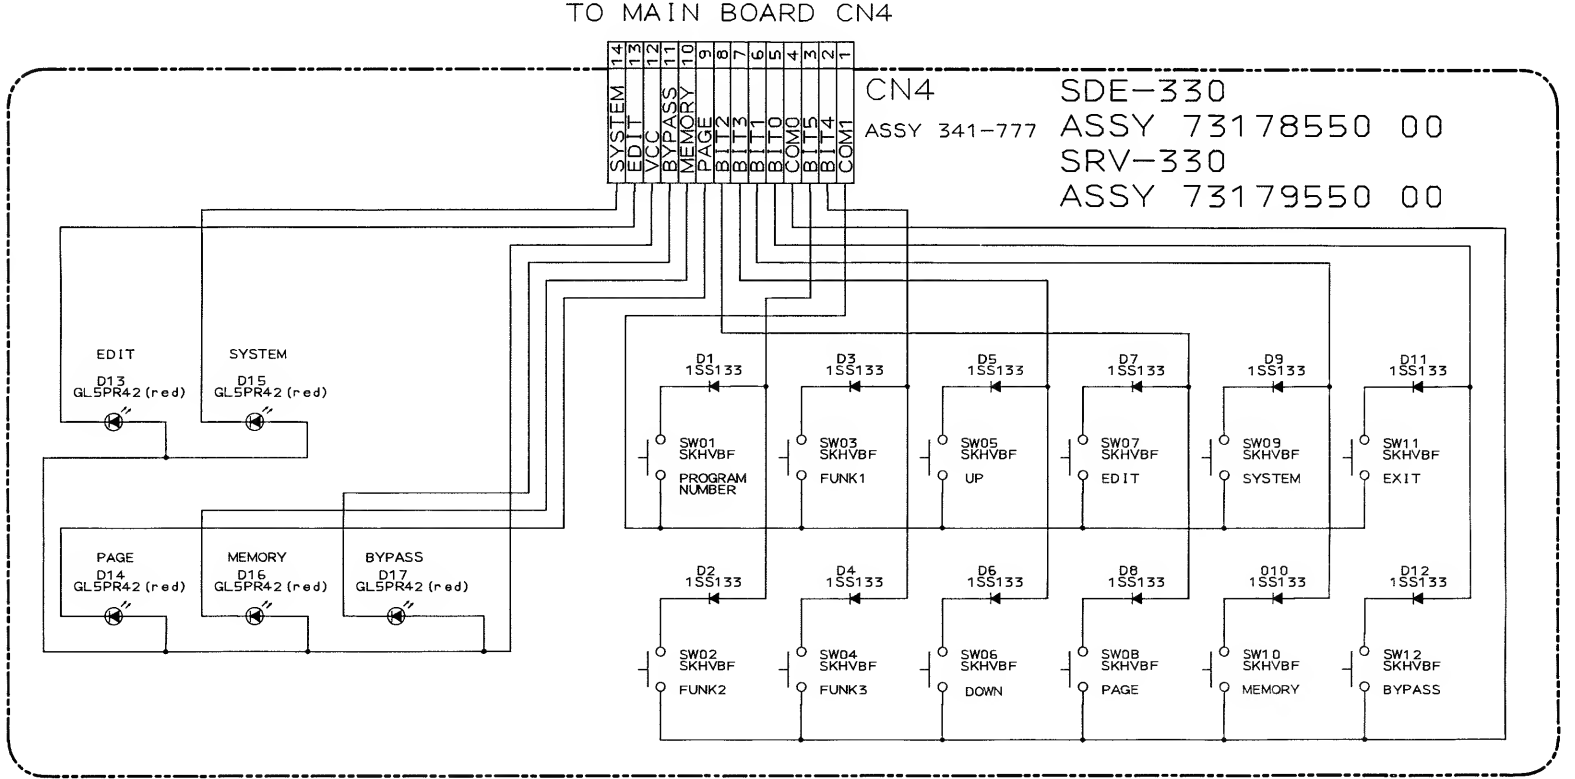 TO MAIN BOARD CN4
14 13 12 11 10 9 8 7 6 5 4 3 2 1
SYSTEM
EDIT
VCC
BYPASS
MEMORY
PAGE
BIT2
BIT3
BIT1
BIT0
COM0
BIT5
BIT4
COM1
CN4
ASSY 341-777
SDE-330
ASSY 73178550 00
SRV-330
ASSY 73179550 00
EDIT
D13
GL5PR42 (red)
SYSTEM
D15
GL5PR42 (red)
D1
1SS133
D3
1SS133
D5
1SS133
D7
1SS133
D9
1SS133
D11
1SS133
SW01
SKHVBF
PROGRAM
NUMBER
SW03
SKHVBF
FUNK1
SW05
SKHVBF
UP
SW07
SKHVBF
EDIT
SW09
SKHVBF
SYSTEM
SW11
SKHVBF
EXIT
PAGE
D14
GL5PR42 (red)
MEMORY
D16
GL5PR42 (red)
BYPASS
D17
GL5PR42 (red)
D2
1SS133
D4
1SS133
D6
1SS133
D8
1SS133
D10
1SS133
D12
1SS133
SW02
SKHVBF
FUNK2
SW04
SKHVBF
FUNK3
SW06
SKHVBF
DOWN
SW08
SKHVBF
PAGE
SW10
SKHVBF
MEMORY
SW12
SKHVBF
BYPASS